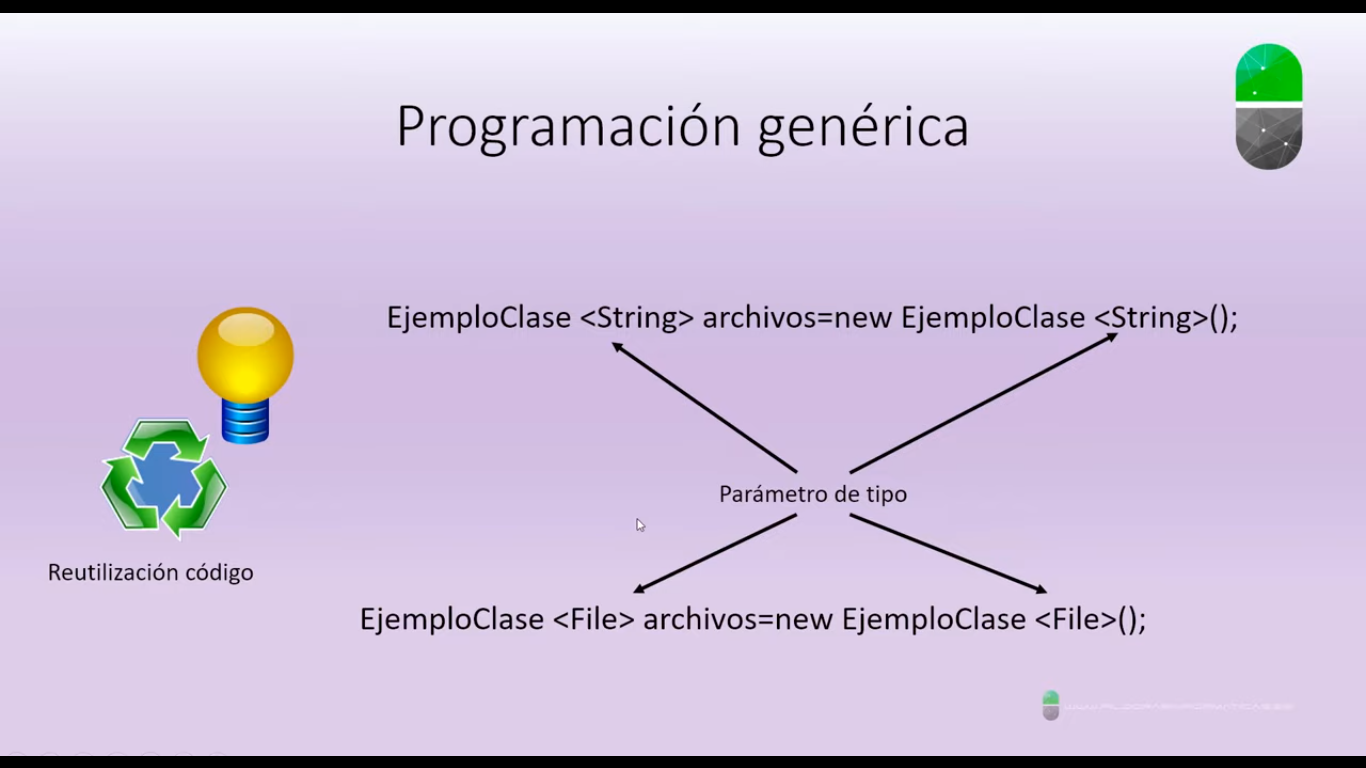 Programación genérica
EjemploClase <String> archivos=new EjemploClase <String>();
Parámetro de tipo
Reutilización código
EjemploClase <File> archivos=new EjemploClase <File>();